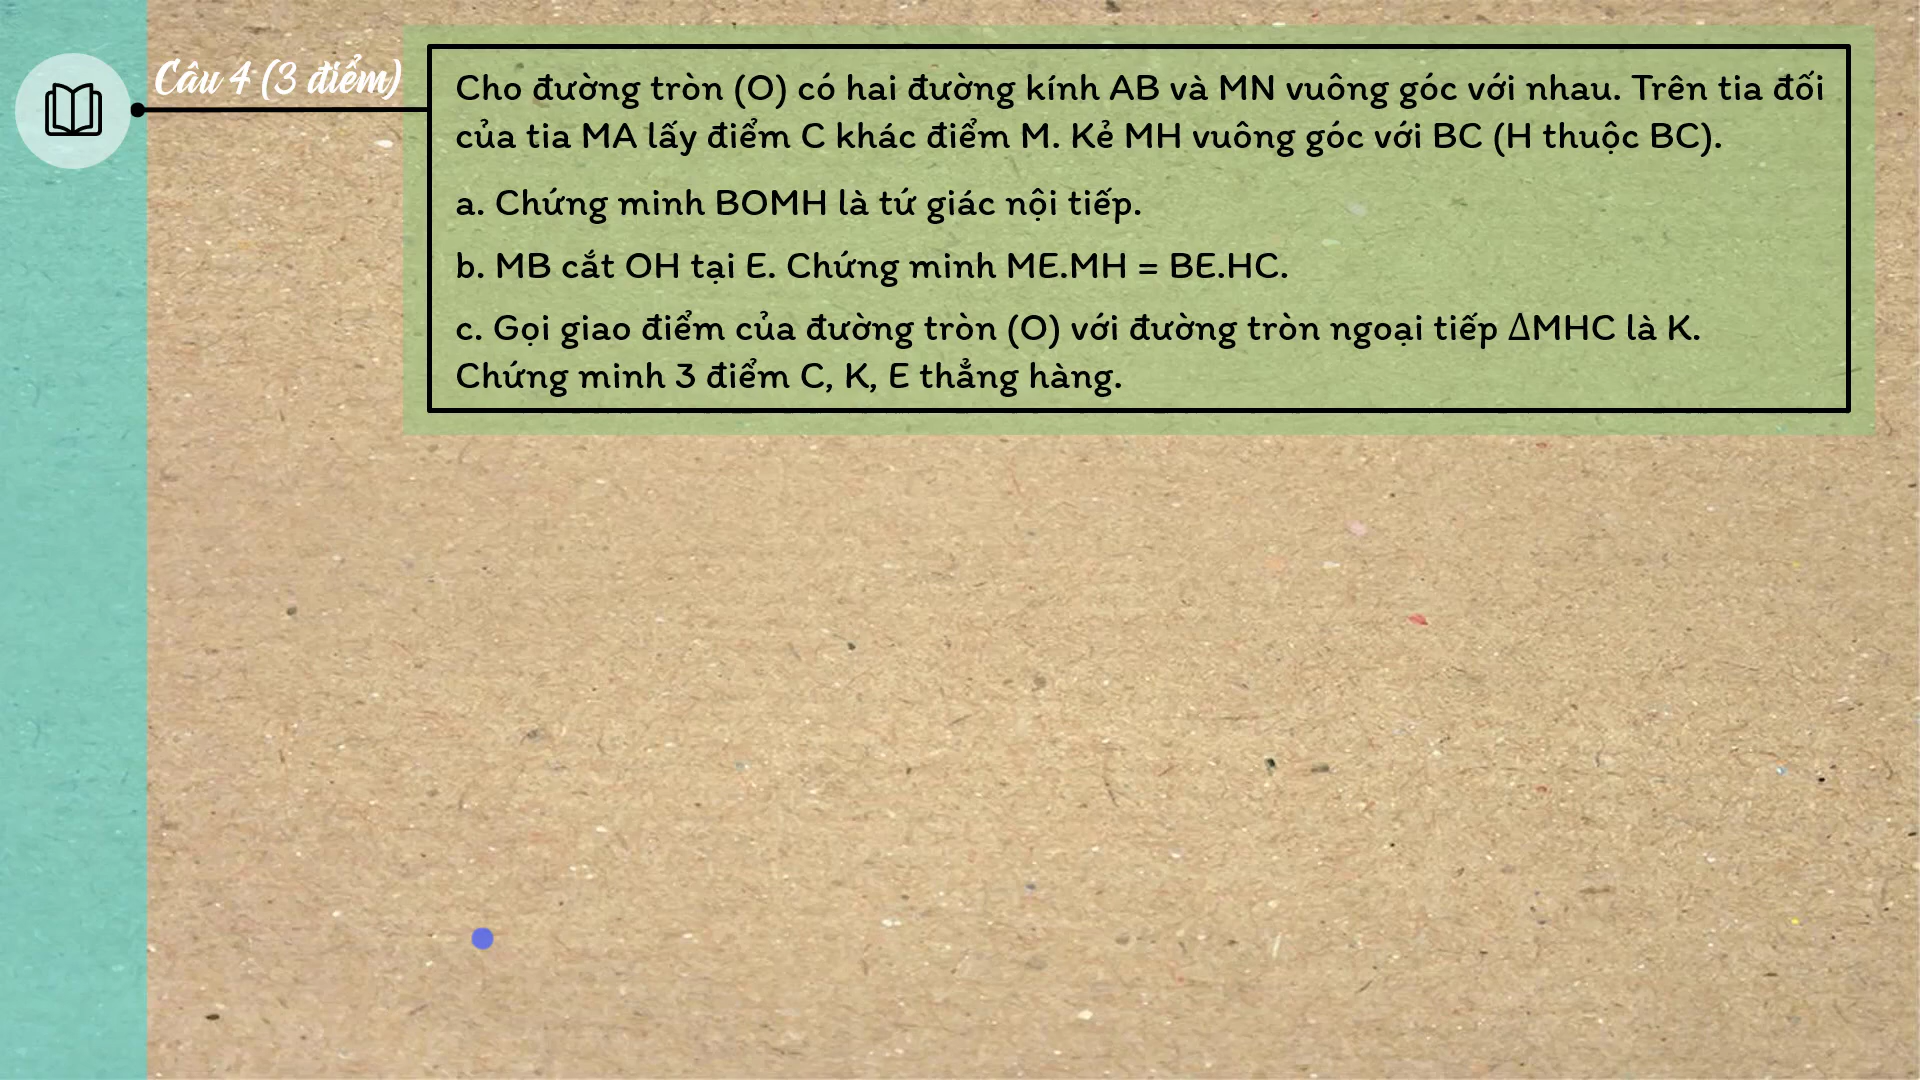 Câu 4 (3 điểm)
Cho đường tròn (O) có hai đường kính AB và MN vuông góc với nhau. Trên tia đối
của tia MA lấy điểm C khác điểm M. Kẻ MH vuông góc với BC (H thuộc BC).
a. Chứng minh BOMH là tứ giác nội tiếp.
b. MB cắt OH tại E. Chứng minh ME.MH = BE.HC.
c. Gọi giao điểm của đường tròn (O) với đường tròn ngoại tiếp ΔMHC là K.
Chứng minh 3 điểm C, K, E thẳng hàng.